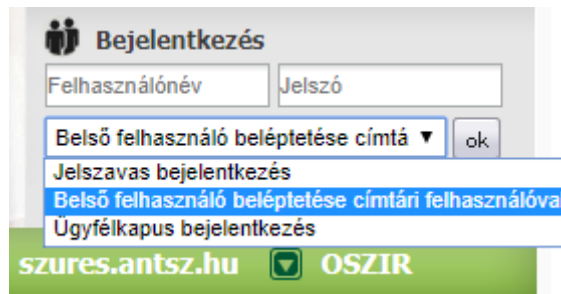 Bejelentkezés
Felhasználónév Jelszó
Belső felhasználó beléptetése címtá ok
Jelszavas bejelentkezés
Belső felhasználó beléptetése címtári felhasználóva
Ügyfélkapus bejelentkezés
szures.antsz.hu OSZIR